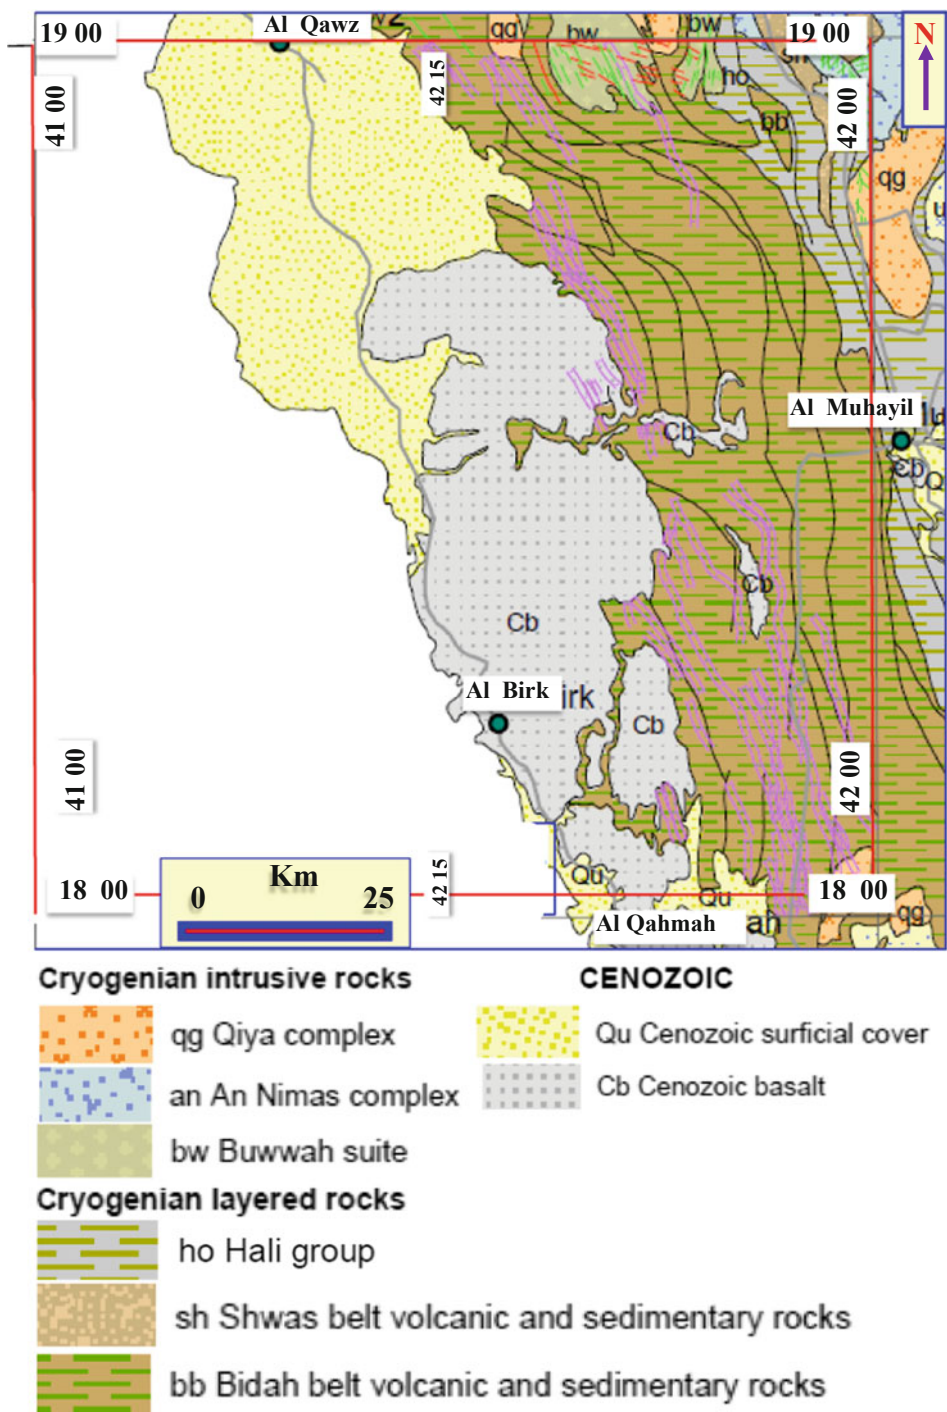 Al Qawz
19 00
qg
bw
bw
19 00
N
42 15
ho
sh
41 00
42 00
bb
qg
u
Al Muhayil
lu
Cb
Cb
Q
Cb
Cb
Al Birk
irk
Cb
41 00
42 00
Km
0 25
18 00
42 15
Qu
Qu
18 00
qg
Al Qahmah
ah
Cryogenian intrusive rocks
qg Qiya complex
an An Nimas complex
bw Buwwah suite
Cryogenian layered rocks
ho Hali group
sh Shwas belt volcanic and sedimentary rocks
bb Bidah belt volcanic and sedimentary rocks
CENOZOIC
Qu Cenozoic surficial cover
Cb Cenozoic basalt